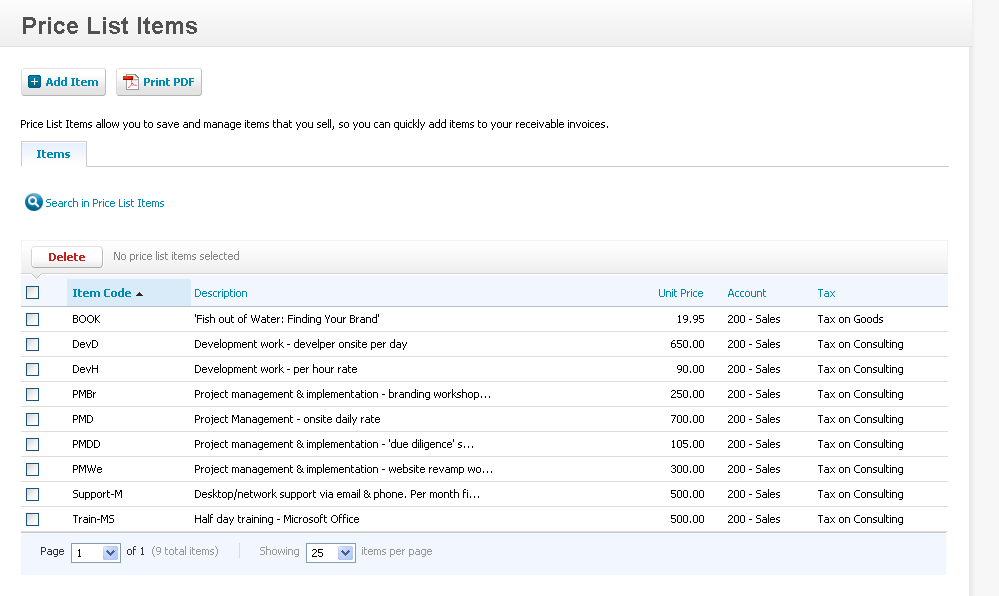 Price List Items
Add Item Print PDF
Price List Items allow you to save and manage items that you sell, so you can quickly add items to your receivable invoices.
Items
Search in Price List Items
Delete No price list items selected
Item Code Description Unit Price Account Tax
BOOK 'Fish out of Water: Finding Your Brand' 19.95 200 - Sales Tax on Goods
DevD Development work - develper onsite per day 650.00 200 - Sales Tax on Consulting
DevH Development work - per hour rate 90.00 200 - Sales Tax on Consulting
PMBr Project management & implementation - branding workshop... 250.00 200 - Sales Tax on Consulting
PMD Project Management - onsite daily rate 700.00 200 - Sales Tax on Consulting
PMDD Project management & implementation - 'due diligence' s... 105.00 200 - Sales Tax on Consulting
PMWe Project management & implementation - website revamp wo... 300.00 200 - Sales Tax on Consulting
Support-M Desktop/network support via email & phone. Per month fi... 500.00 200 - Sales Tax on Consulting
Train-MS Half day training - Microsoft Office 500.00 200 - Sales Tax on Consulting
Page 1 of 1 (9 total items) Showing 25 items per page